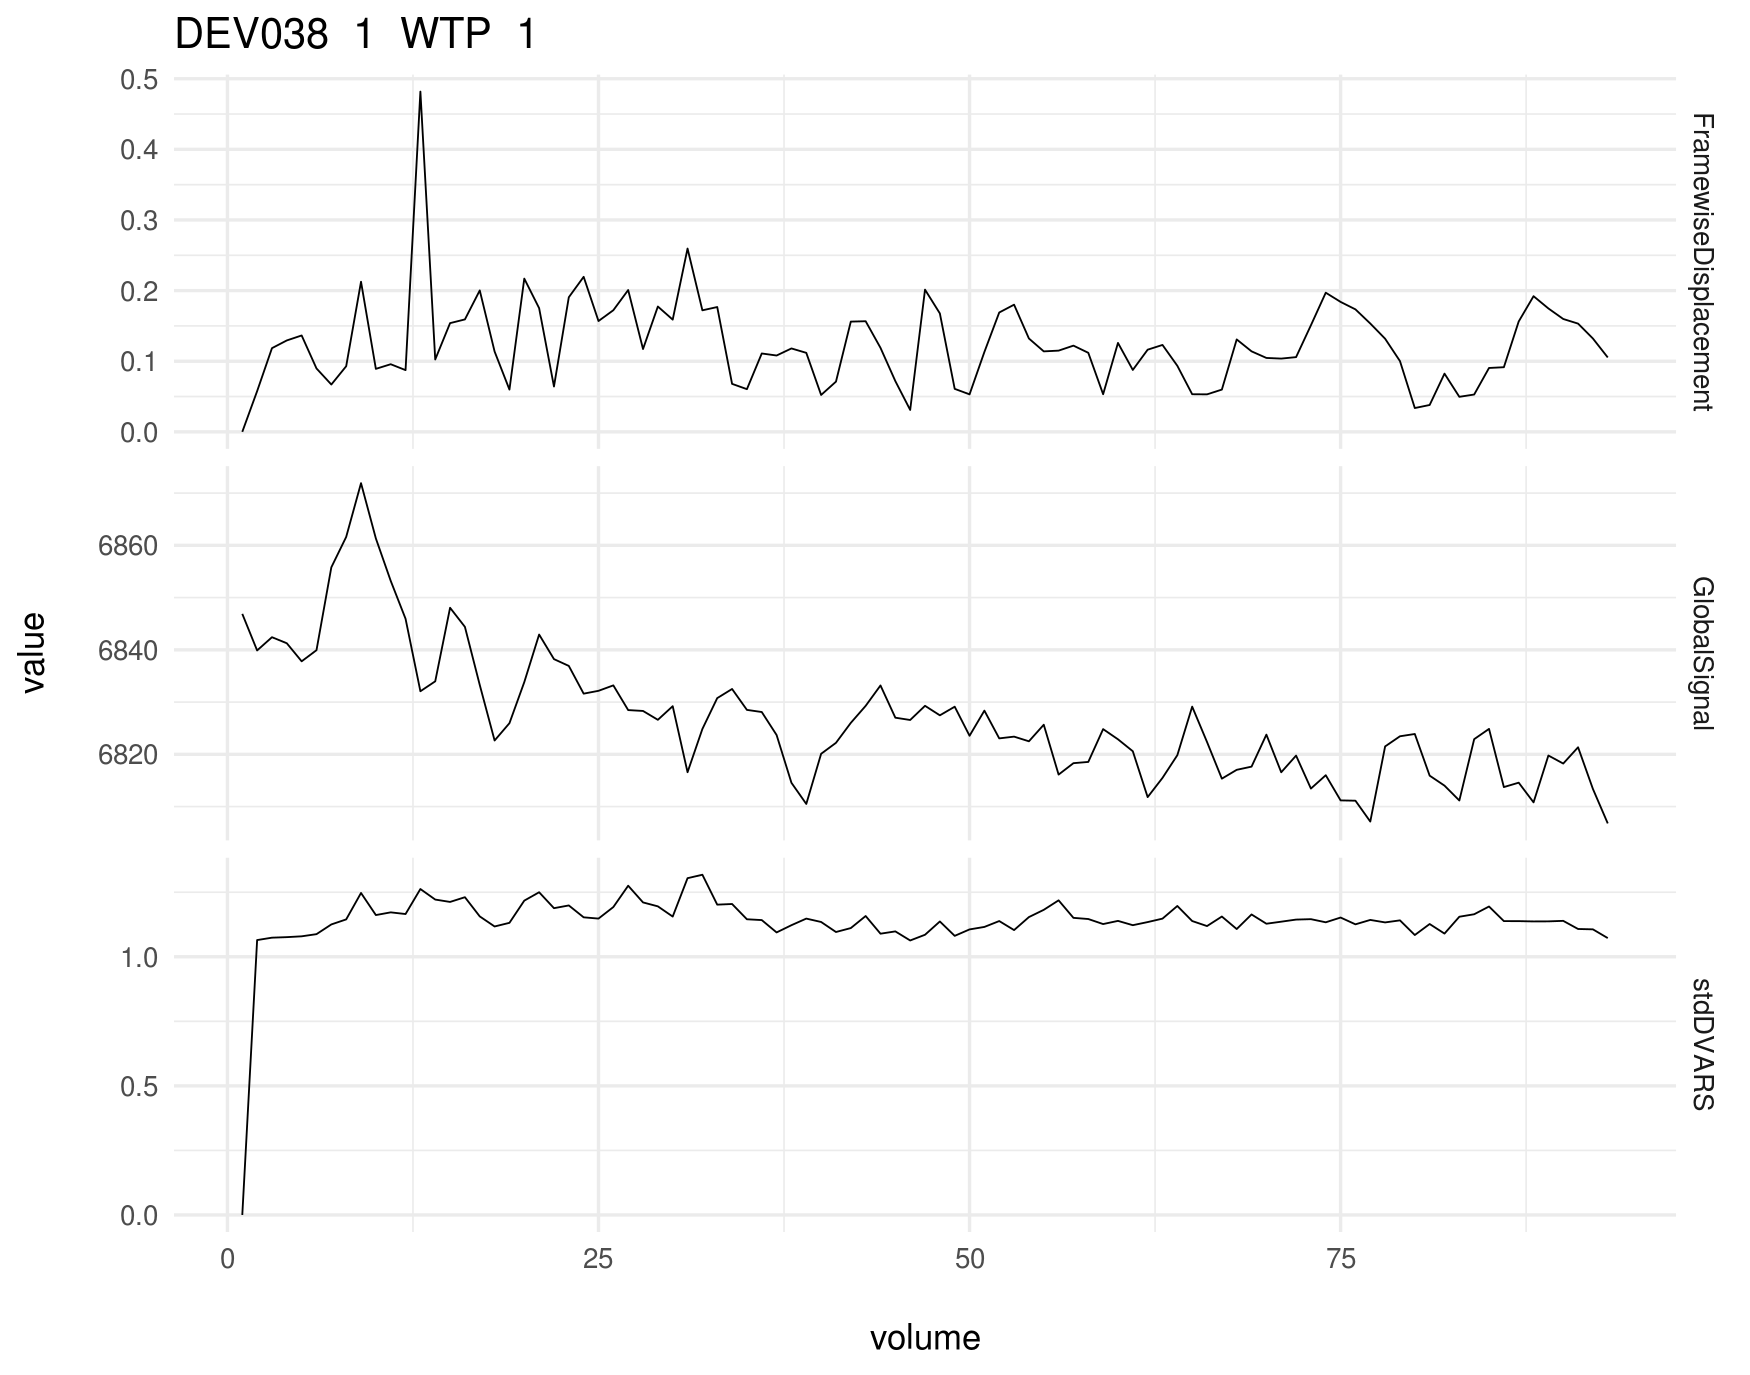 DEV038 1 WTP 1
0.5
0.4
0.3
0.2
0.1
0.0
FramewiseDisplacement
6860
6840
6820
GlobalSignal
value
1.0
0.5
0.0
stdDVARS
0 25 50 75
volume